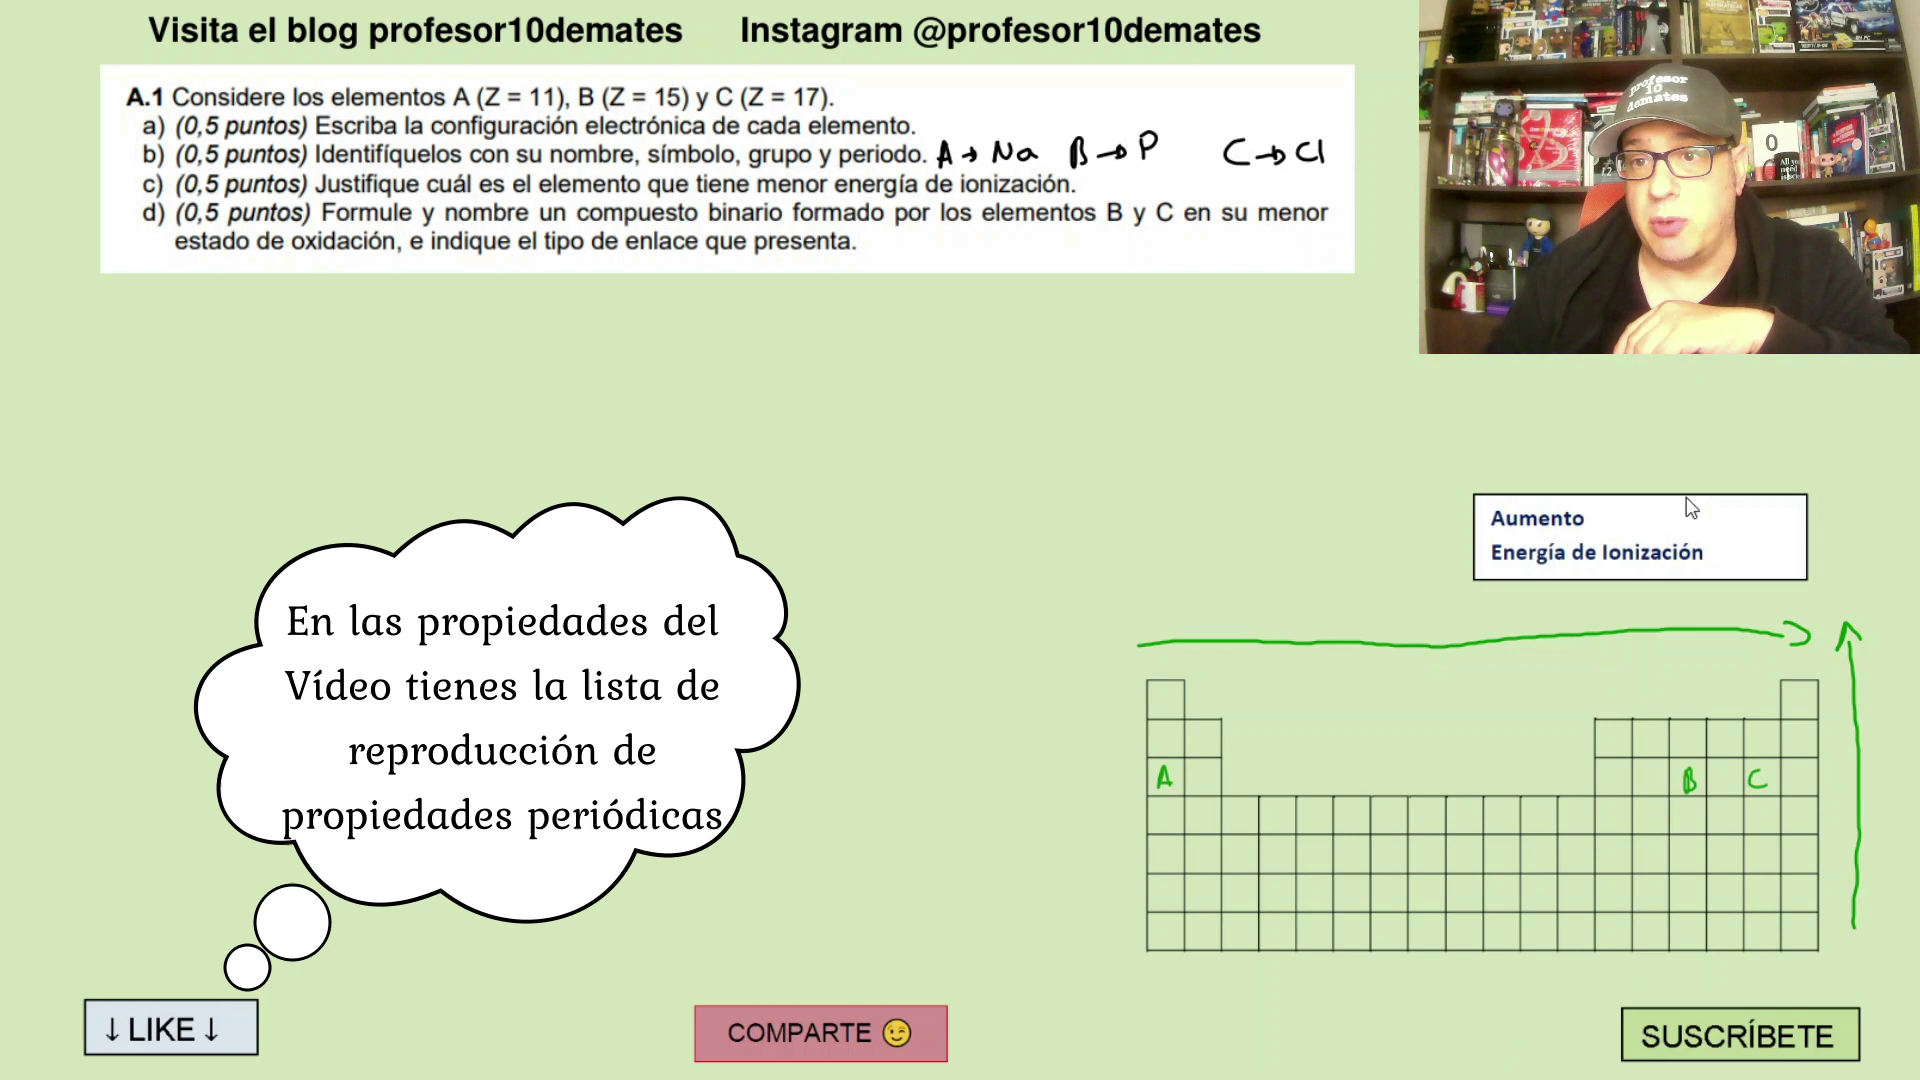 Visita el blog profesor10demates Instagram @profesor10demates
A.1 Considere los elementos A (Z = 11), B (Z = 15) y C (Z = 17).
a) (0,5 puntos) Escriba la configuración electrónica de cada elemento.
b) (0,5 puntos) Identifíquelos con su nombre, símbolo, grupo y periodo. A → Na B → P C → Cl
c) (0,5 puntos) Justifique cuál es el elemento que tiene menor energía de ionización.
d) (0,5 puntos) Formule y nombre un compuesto binario formado por los elementos B y C en su menor
estado de oxidación, e indique el tipo de enlace que presenta.
profesor
10
demates
0
Aumento
Energía de Ionización
En las propiedades del
Vídeo tienes la lista de
reproducción de
propiedades periódicas
A B C
↓ LIKE ↓
COMPARTE 😉
SUSCRÍBETE